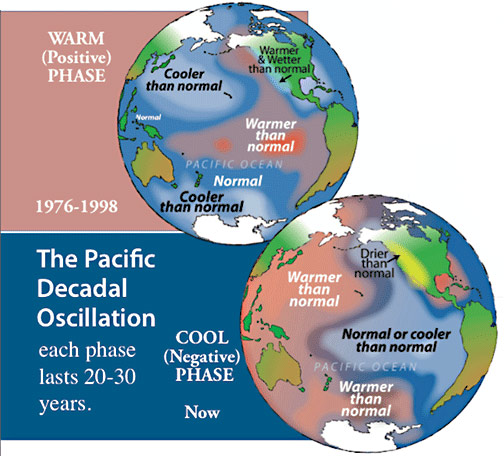 WARM
(Positive)
PHASE
1976-1998
Cooler
than normal
Warmer
& Wetter
than normal
Normal
Warmer
than
normal
PACIFIC OCEAN
Normal
Cooler
than normal
The Pacific
Decadal
Oscillation
each phase
lasts 20-30
years.
COOL
(Negative)
PHASE
Now
Drier
than
normal
Warmer
than
normal
Normal or cooler
than normal
PACIFIC OCEAN
Warmer
than
normal